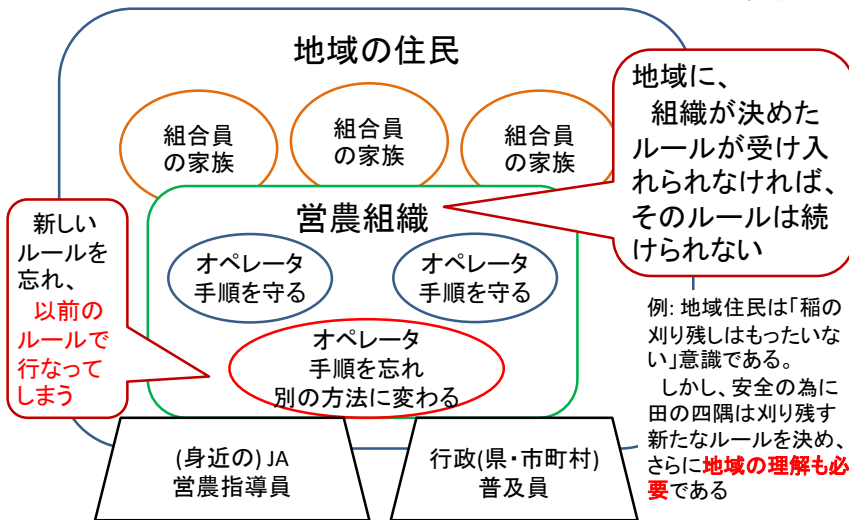 地域の住民
組合員
の家族
組合員
の家族
組合員
の家族
地域に、
組織が決めた
ルールが受け入
れられなければ、
そのルールは続
けられない
営農組織
新しい
ルールを
忘れ、
以前の
ルールで
行なって
しまう
オペレータ
手順を守る
オペレータ
手順を守る
オペレータ
手順を忘れ
別の方法に変わる
例: 地域住民は「稲の
刈り残しはもったいな
い」意識である。
しかし、安全の為に
田の四隅は刈り残す
新たなルールを決め、
さらに地域の理解も必
要である
(身近の) JA
営農指導員
行政(県・市町村)
普及員